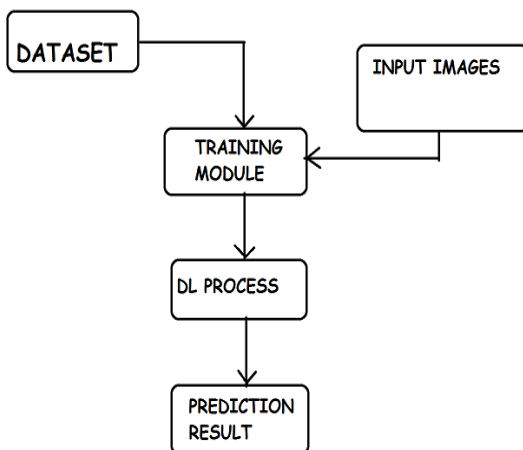 DATASET
INPUT IMAGES
TRAINING
MODULE
DL PROCESS
PREDICTION
RESULT